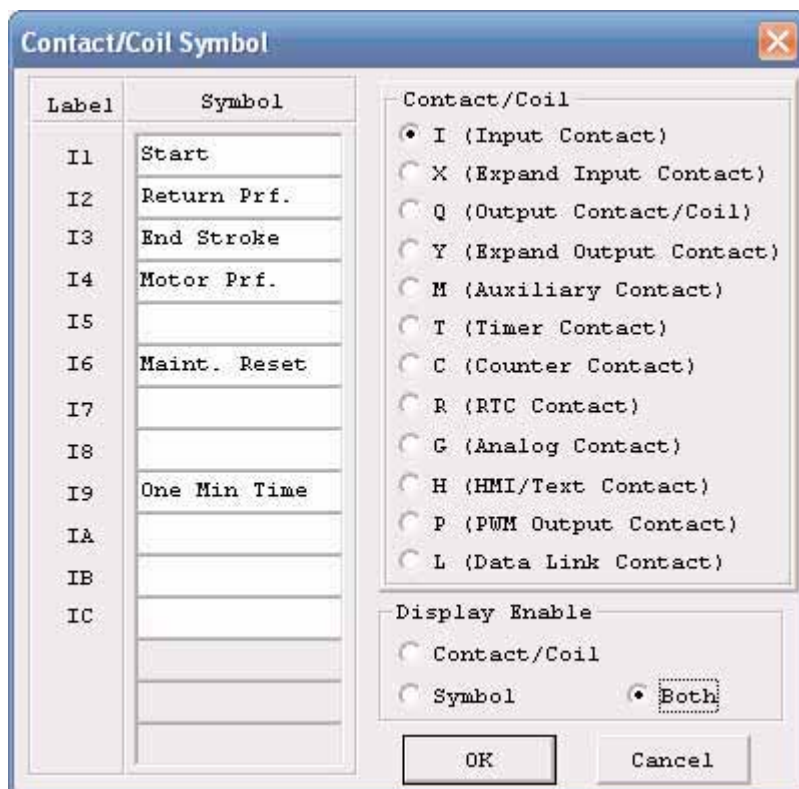 Contact/Coil Symbol
Label Symbol
I1 Start
I2 Return Prf.
I3 End Stroke
I4 Motor Prf.
I5
I6 Maint. Reset
I7
I8
I9 One Min Time
IA
IB
IC
Contact/Coil
I (Input Contact)
X (Expand Input Contact)
Q (Output Contact/Coil)
Y (Expand Output Contact)
M (Auxiliary Contact)
T (Timer Contact)
C (Counter Contact)
R (RTC Contact)
G (Analog Contact)
H (HMI/Text Contact)
P (PWM Output Contact)
L (Data Link Contact)
Display Enable
Contact/Coil
Symbol Both
OK Cancel